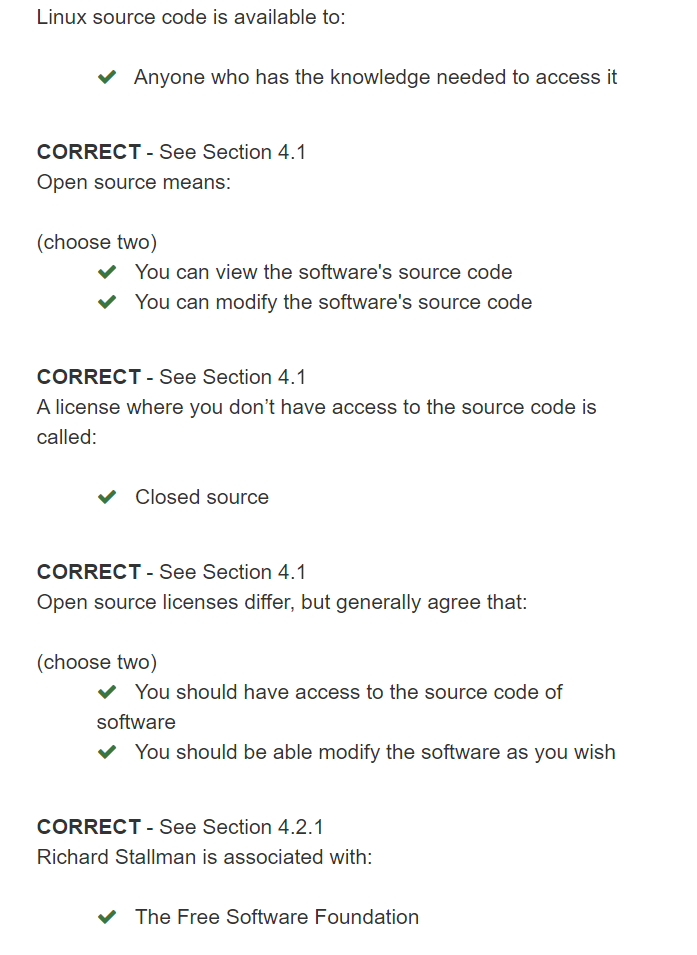 Linux source code is available to:
Anyone who has the knowledge needed to access it
CORRECT - See Section 4.1
Open source means:
(choose two)
You can view the software's source code
You can modify the software's source code
CORRECT - See Section 4.1
A license where you don’t have access to the source code is
called:
Closed source
CORRECT - See Section 4.1
Open source licenses differ, but generally agree that:
(choose two)
You should have access to the source code of
software
You should be able modify the software as you wish
CORRECT - See Section 4.2.1
Richard Stallman is associated with:
The Free Software Foundation